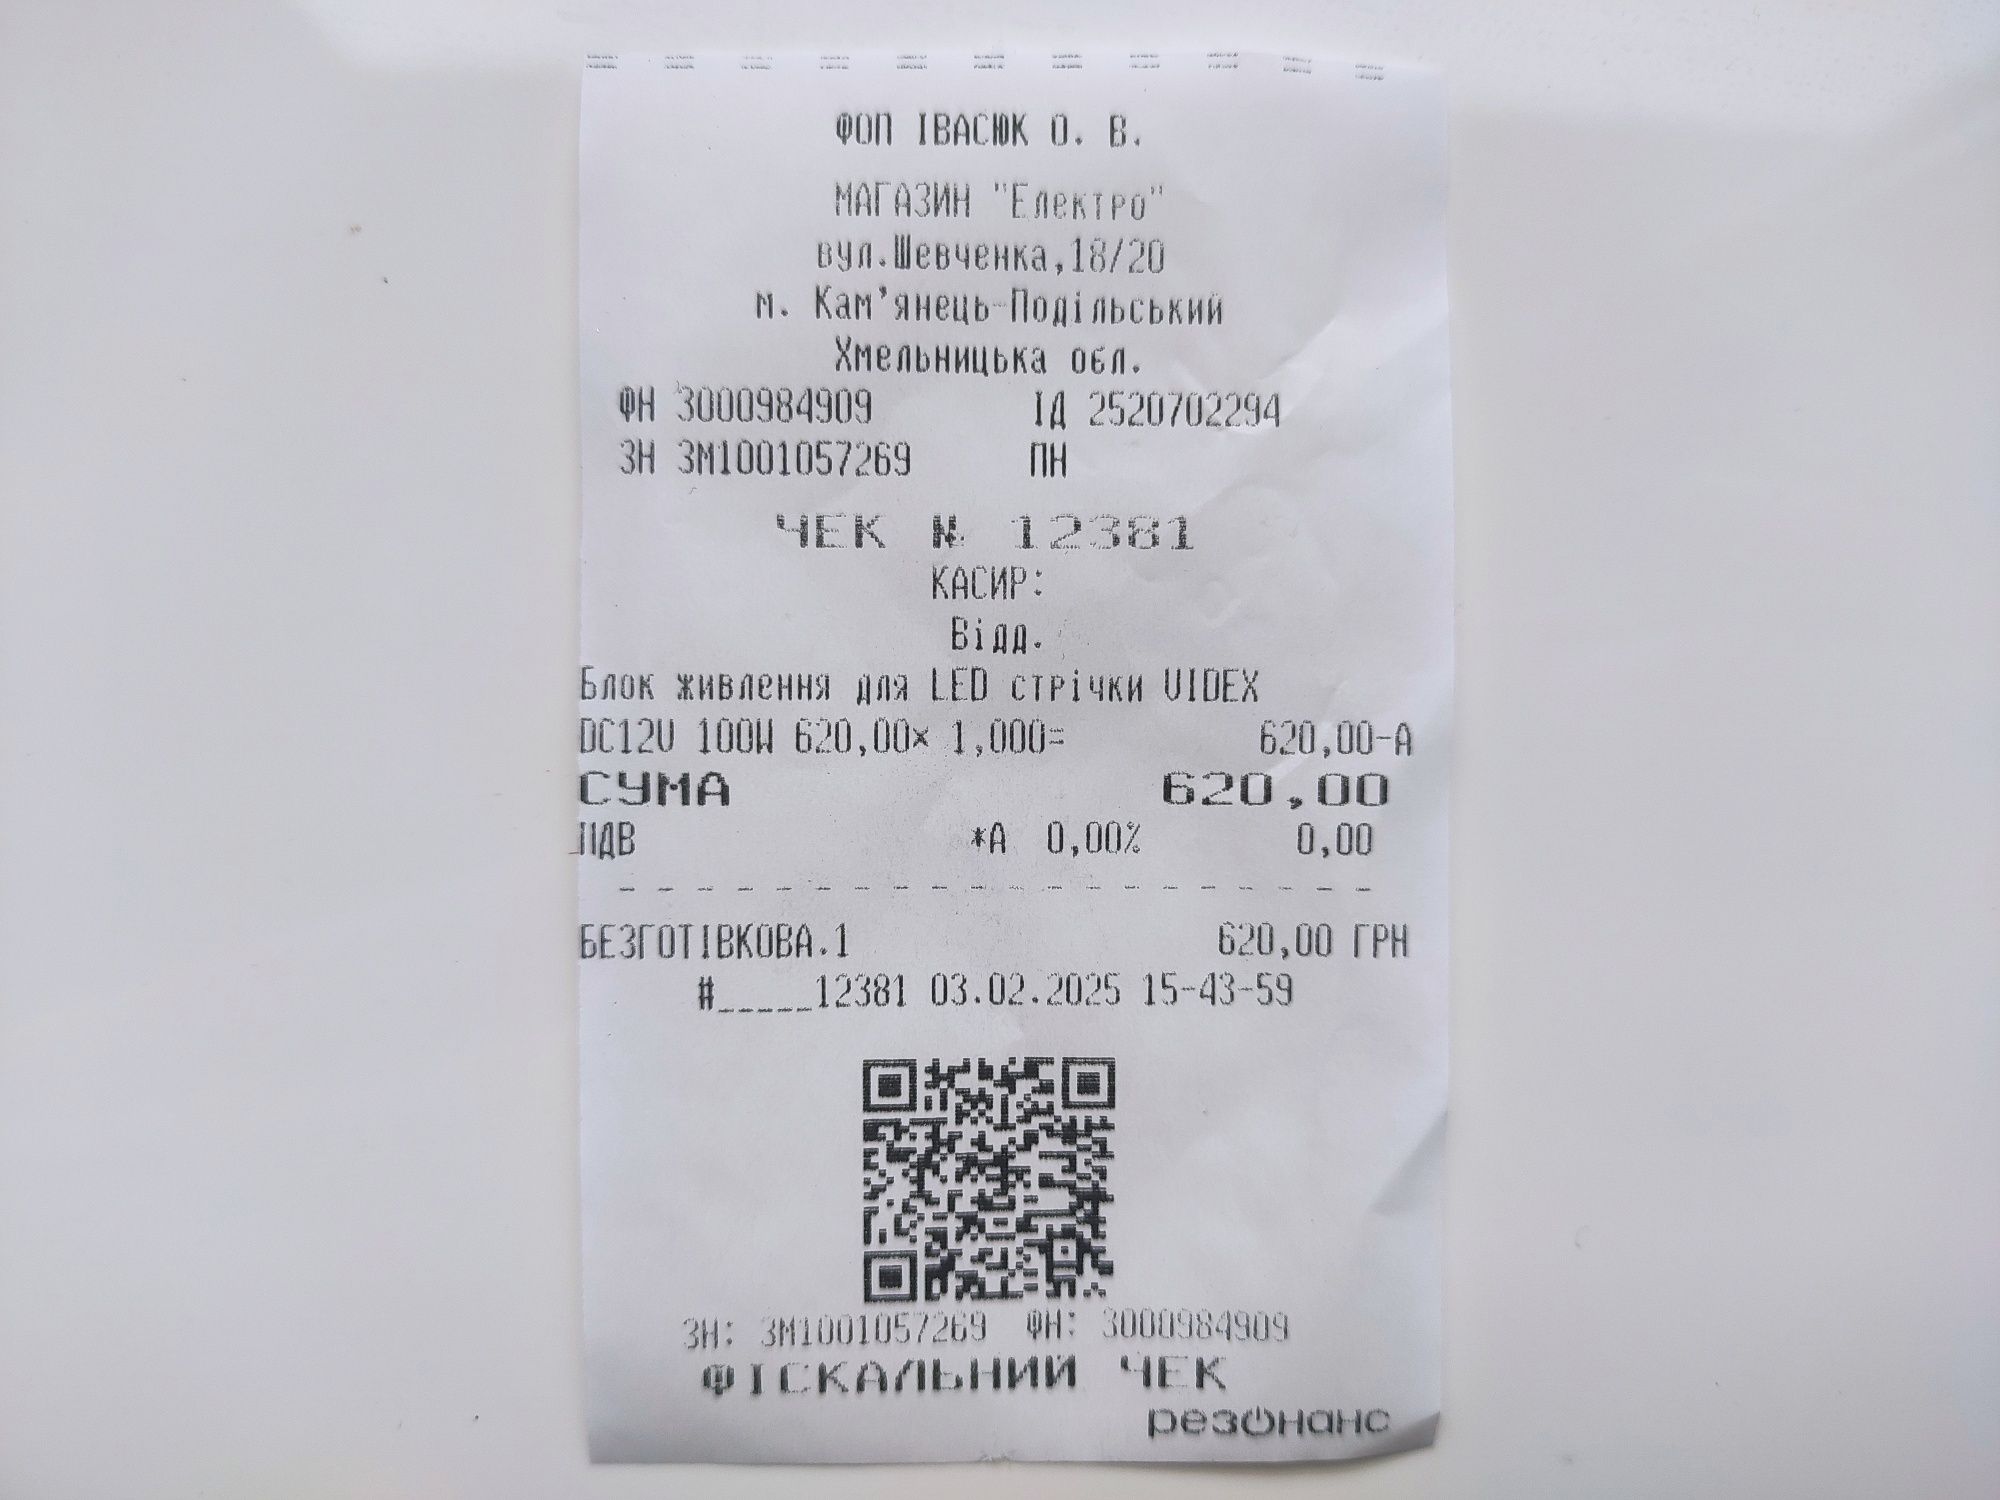 ФОП ІВАСЮК О. В.
МАГАЗИН "Електро"
вул.Шевченка,18/20
м. Кам'янець-Подільський
Хмельницька обл.
ФН 3000984909 ІД 2520702294
ЗН ЗМ1001057269 ПН
ЧЕК № 12381
КАСИР:
Відд.
Блок живлення для LED стрічки VIDEX
DC12V 100W 620,00× 1,000= 620,00-А
СУМА 620,00
ПДВ *А 0,00% 0,00
- - - - - - - - - - - - - - - - - - - -
БЕЗГОТІВКОВА.1 620,00 ГРН
#_____12381 03.02.2025 15-43-59
ЗН: ЗМ1001057269 ФН: 3000984909
ФІСКАЛЬНИЙ ЧЕК
резонанс